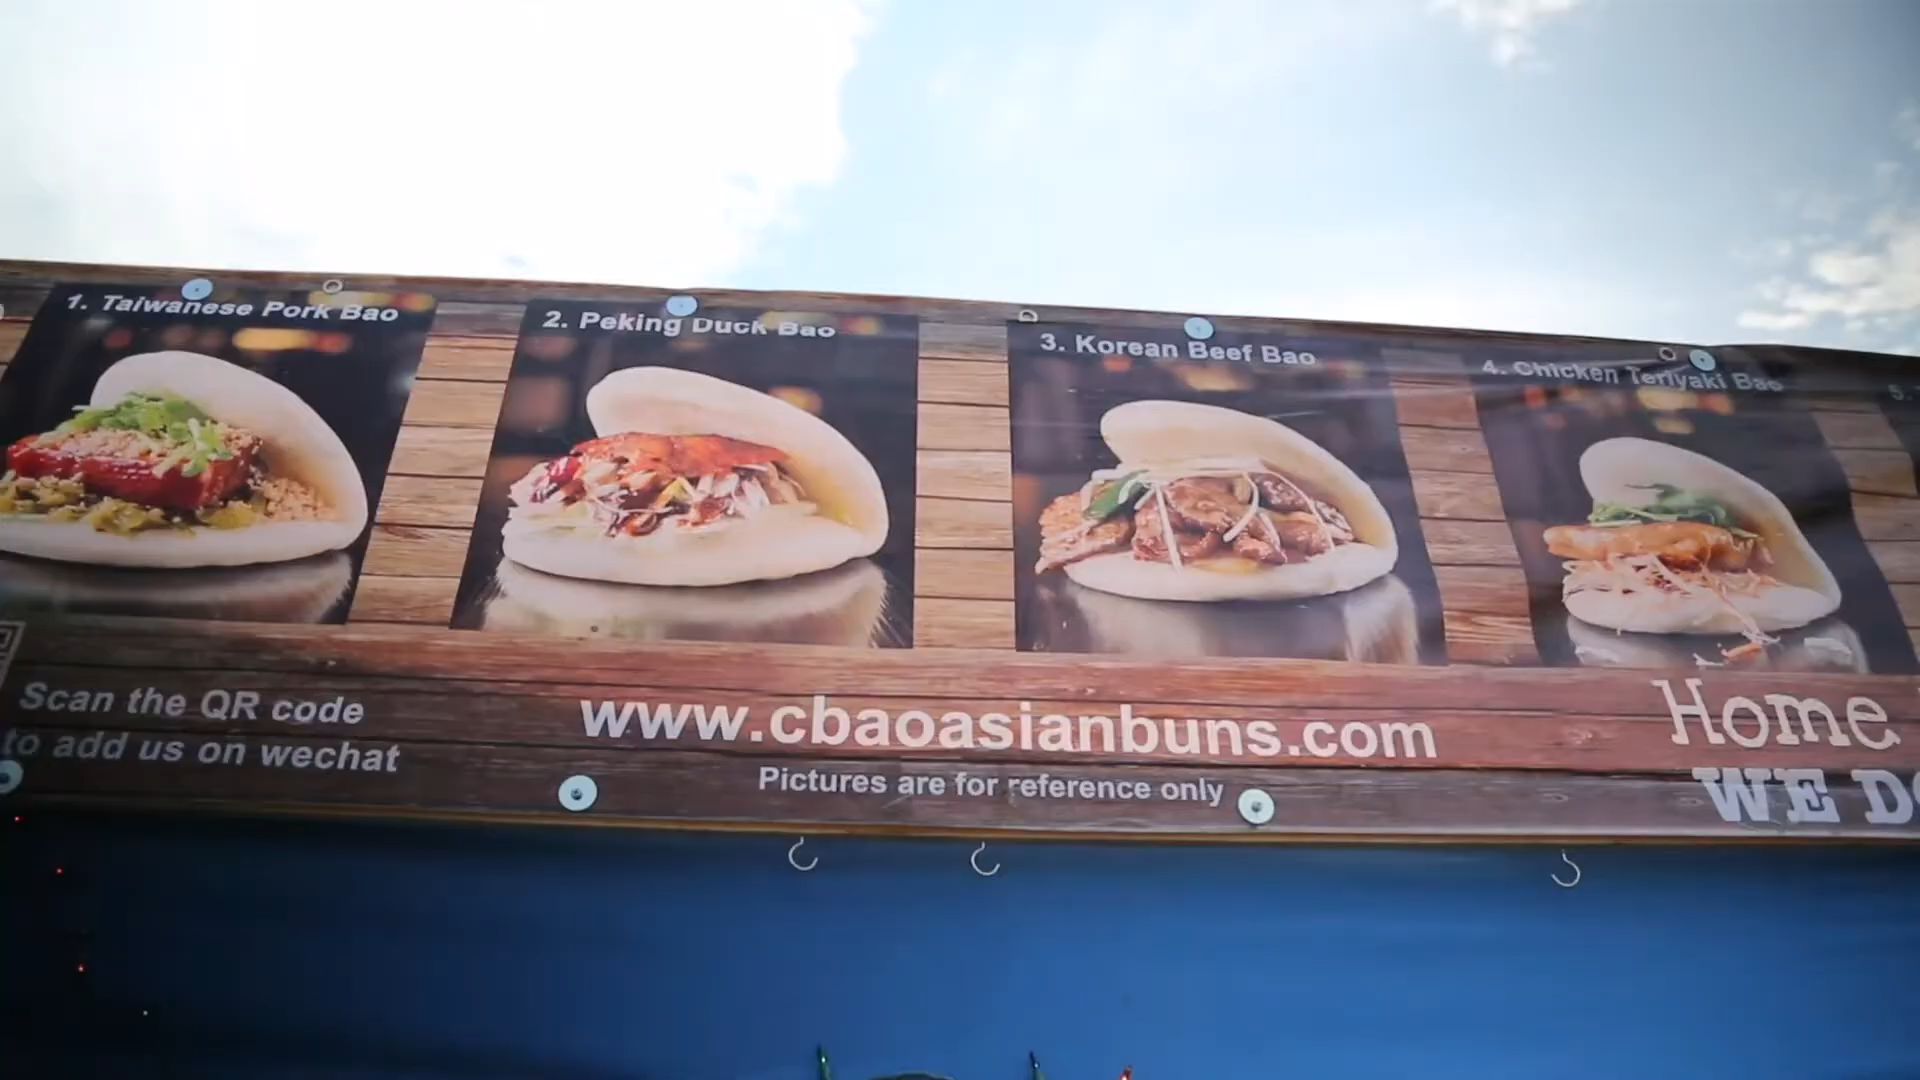 1. Taiwanese Pork Bao
2. Peking Duck Bao
3. Korean Beef Bao
4. Chicken Teriyaki Bao
5.
Scan the QR code
to add us on wechat
www.cbaoasianbuns.com
Pictures are for reference only
Home
WE